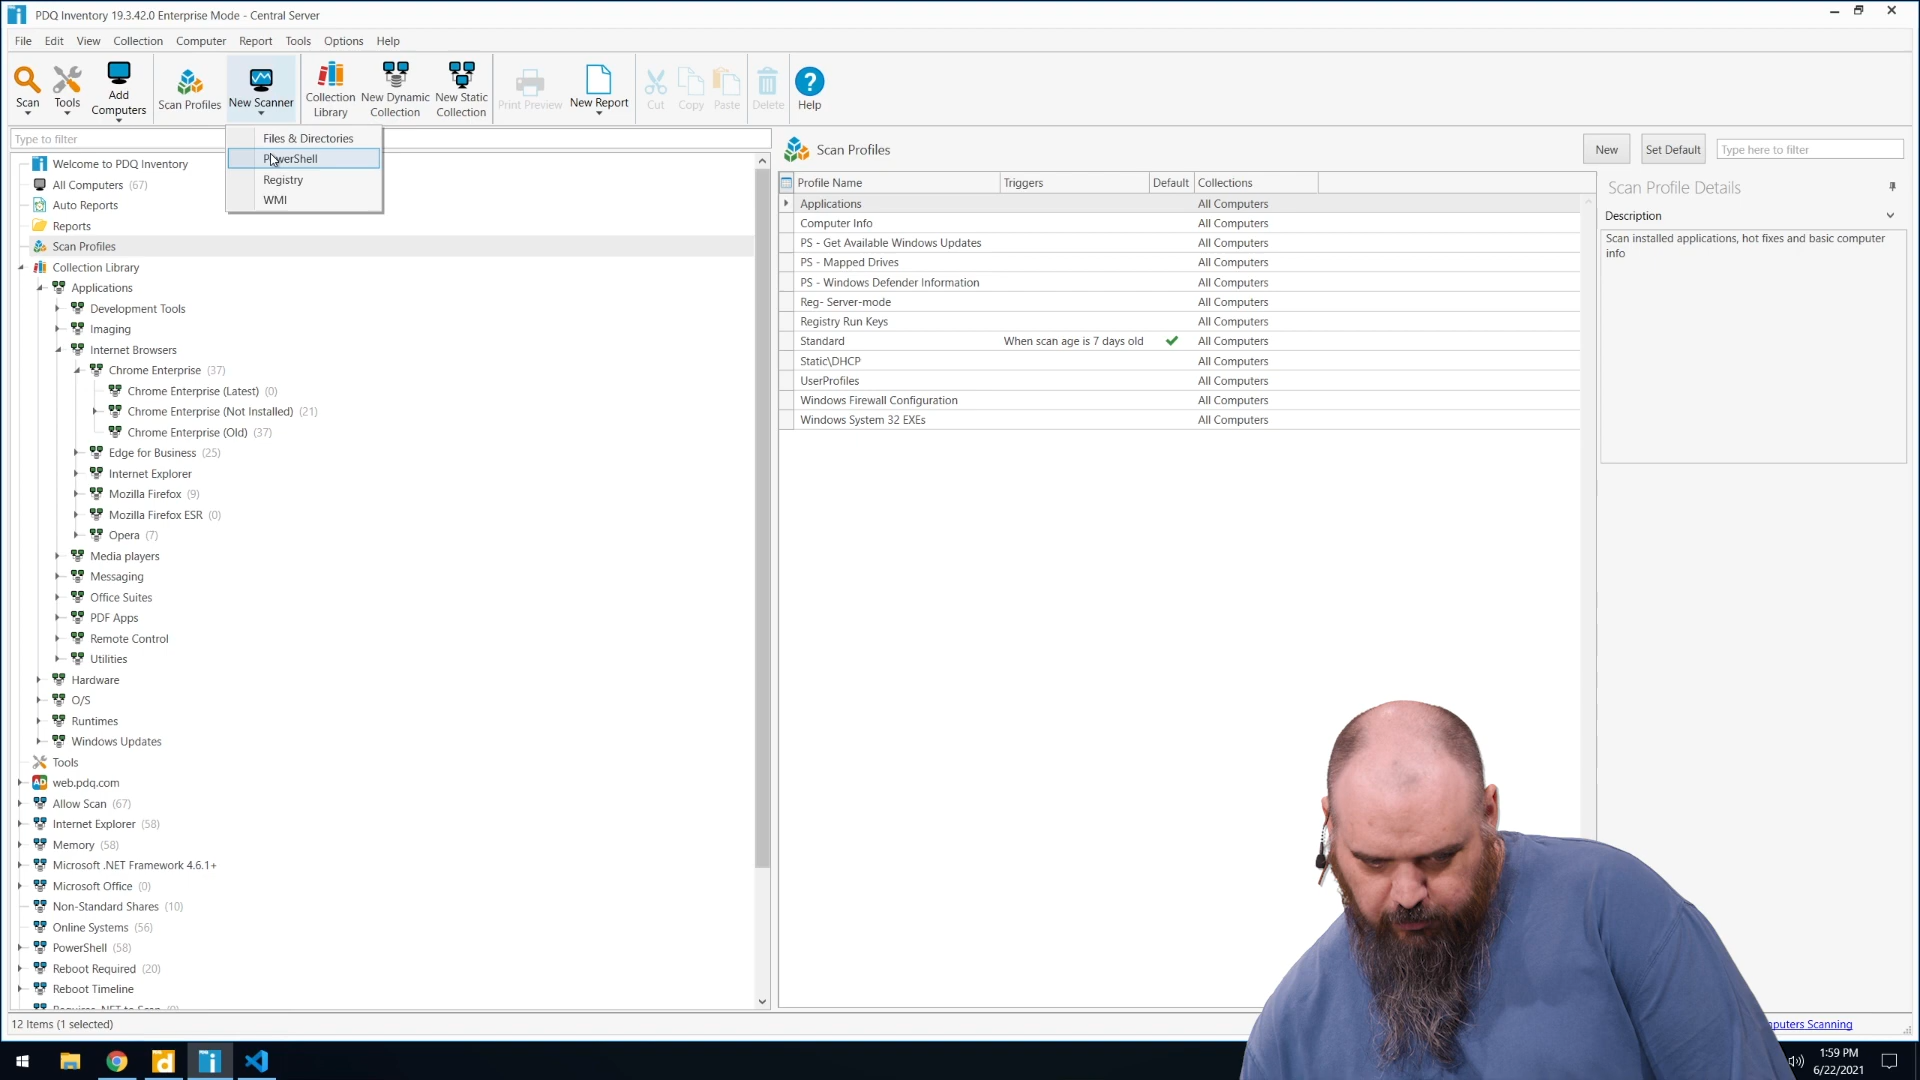 PDQ Inventory 19.3.42.0 Enterprise Mode - Central Server
File Edit View Collection Computer Report Tools Options Help
Scan
Tools
Add Computers
Scan Profiles
New Scanner
Collection Library
New Dynamic Collection
New Static Collection
Print Preview
New Report
Cut
Copy
Paste
Delete
Help
Type to filter
Files & Directories
PowerShell
Registry
WMI
Welcome to PDQ Inventory
All Computers (67)
Auto Reports
Reports
Scan Profiles
Collection Library
Applications
Development Tools
Imaging
Internet Browsers
Chrome Enterprise (37)
Chrome Enterprise (Latest) (0)
Chrome Enterprise (Not Installed) (21)
Chrome Enterprise (Old) (37)
Edge for Business (25)
Internet Explorer
Mozilla Firefox (9)
Mozilla Firefox ESR (0)
Opera (7)
Media players
Messaging
Office Suites
PDF Apps
Remote Control
Utilities
Hardware
O/S
Runtimes
Windows Updates
Tools
AD web.pdq.com
Allow Scan (67)
Internet Explorer (58)
Memory (58)
Microsoft .NET Framework 4.6.1+
Microsoft Office (0)
Non-Standard Shares (10)
Online Systems (56)
PowerShell (58)
Reboot Required (20)
Reboot Timeline
Scan Profiles
New
Set Default
Type here to filter
Profile Name Triggers Default Collections
Applications All Computers
Computer Info All Computers
PS - Get Available Windows Updates All Computers
PS - Mapped Drives All Computers
PS - Windows Defender Information All Computers
Reg- Server-mode All Computers
Registry Run Keys All Computers
Standard When scan age is 7 days old All Computers
Static\DHCP All Computers
UserProfiles All Computers
Windows Firewall Configuration All Computers
Windows System 32 EXEs All Computers
Scan Profile Details
Description
Scan installed applications, hot fixes and basic computer
info
12 Items (1 selected)
Scanning
1:59 PM
6/22/2021